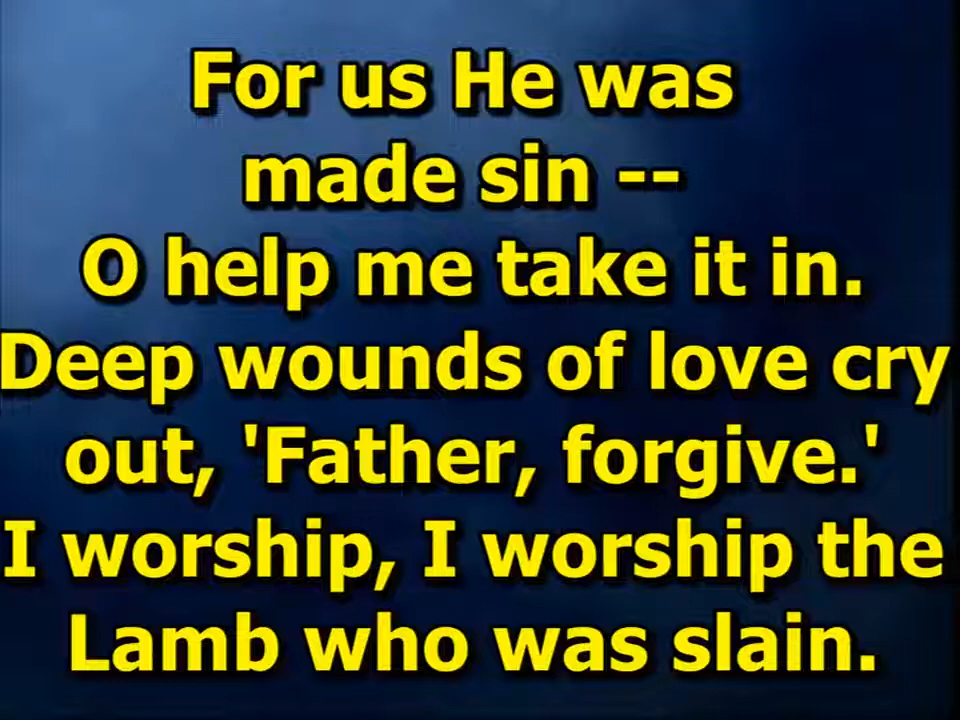 For us He was
made sin --
O help me take it in.
Deep wounds of love cry
out, 'Father, forgive.'
I worship, I worship the
Lamb who was slain.